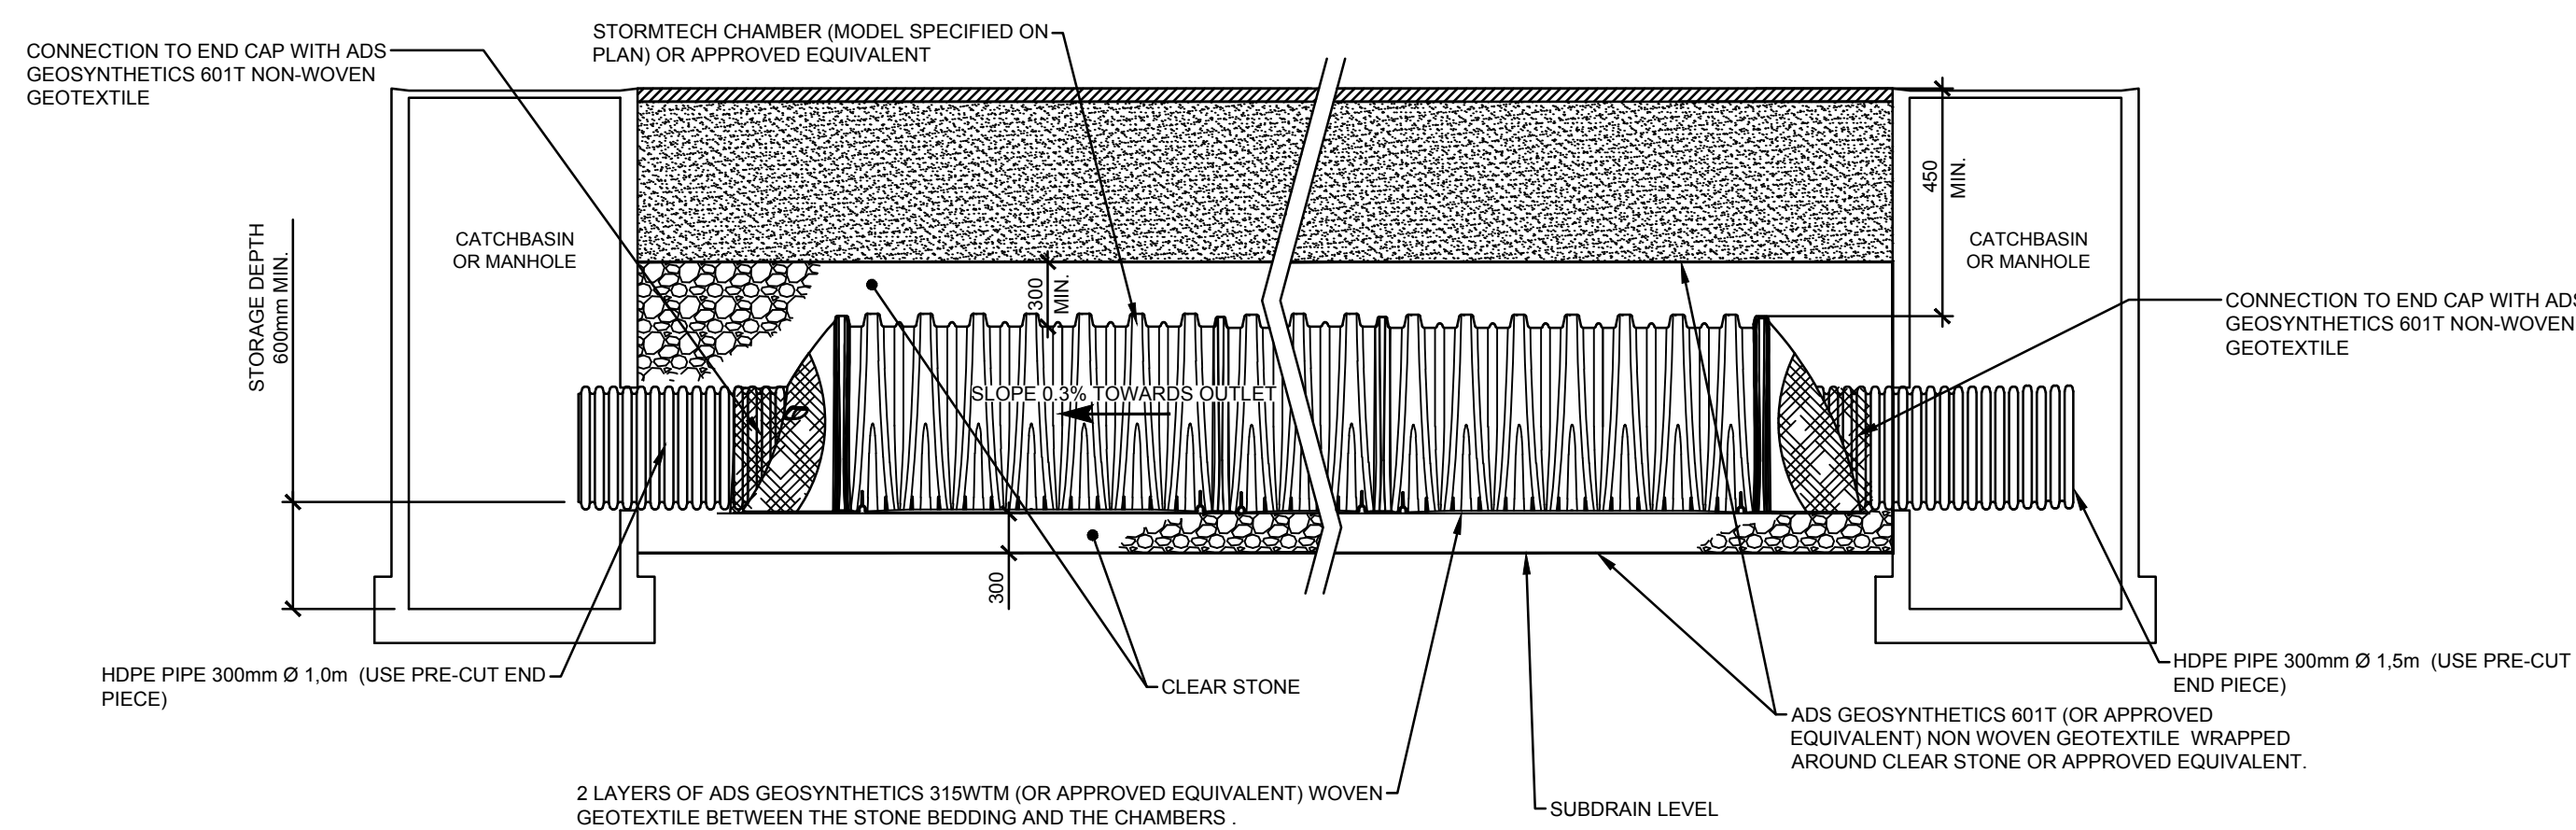 STORMTECH CHAMBER (MODEL SPECIFIED ON
PLAN) OR APPROVED EQUIVALENT
CONNECTION TO END CAP WITH ADS
GEOSYNTHETICS 601T NON-WOVEN
GEOTEXTILE
STORAGE DEPTH
600mm MIN.
CATCHBASIN
OR MANHOLE
300
MIN.
SLOPE 0.3% TOWARDS OUTLET
450
MIN.
CATCHBASIN
OR MANHOLE
CONNECTION TO END CAP WITH ADS
GEOSYNTHETICS 601T NON-WOVEN
GEOTEXTILE
300
HDPE PIPE 300mm Ø 1,0m (USE PRE-CUT END
PIECE)
CLEAR STONE
HDPE PIPE 300mm Ø 1,5m (USE PRE-CUT
END PIECE)
ADS GEOSYNTHETICS 601T (OR APPROVED
EQUIVALENT) NON WOVEN GEOTEXTILE WRAPPED
AROUND CLEAR STONE OR APPROVED EQUIVALENT.
2 LAYERS OF ADS GEOSYNTHETICS 315WTM (OR APPROVED EQUIVALENT) WOVEN
GEOTEXTILE BETWEEN THE STONE BEDDING AND THE CHAMBERS .
SUBDRAIN LEVEL